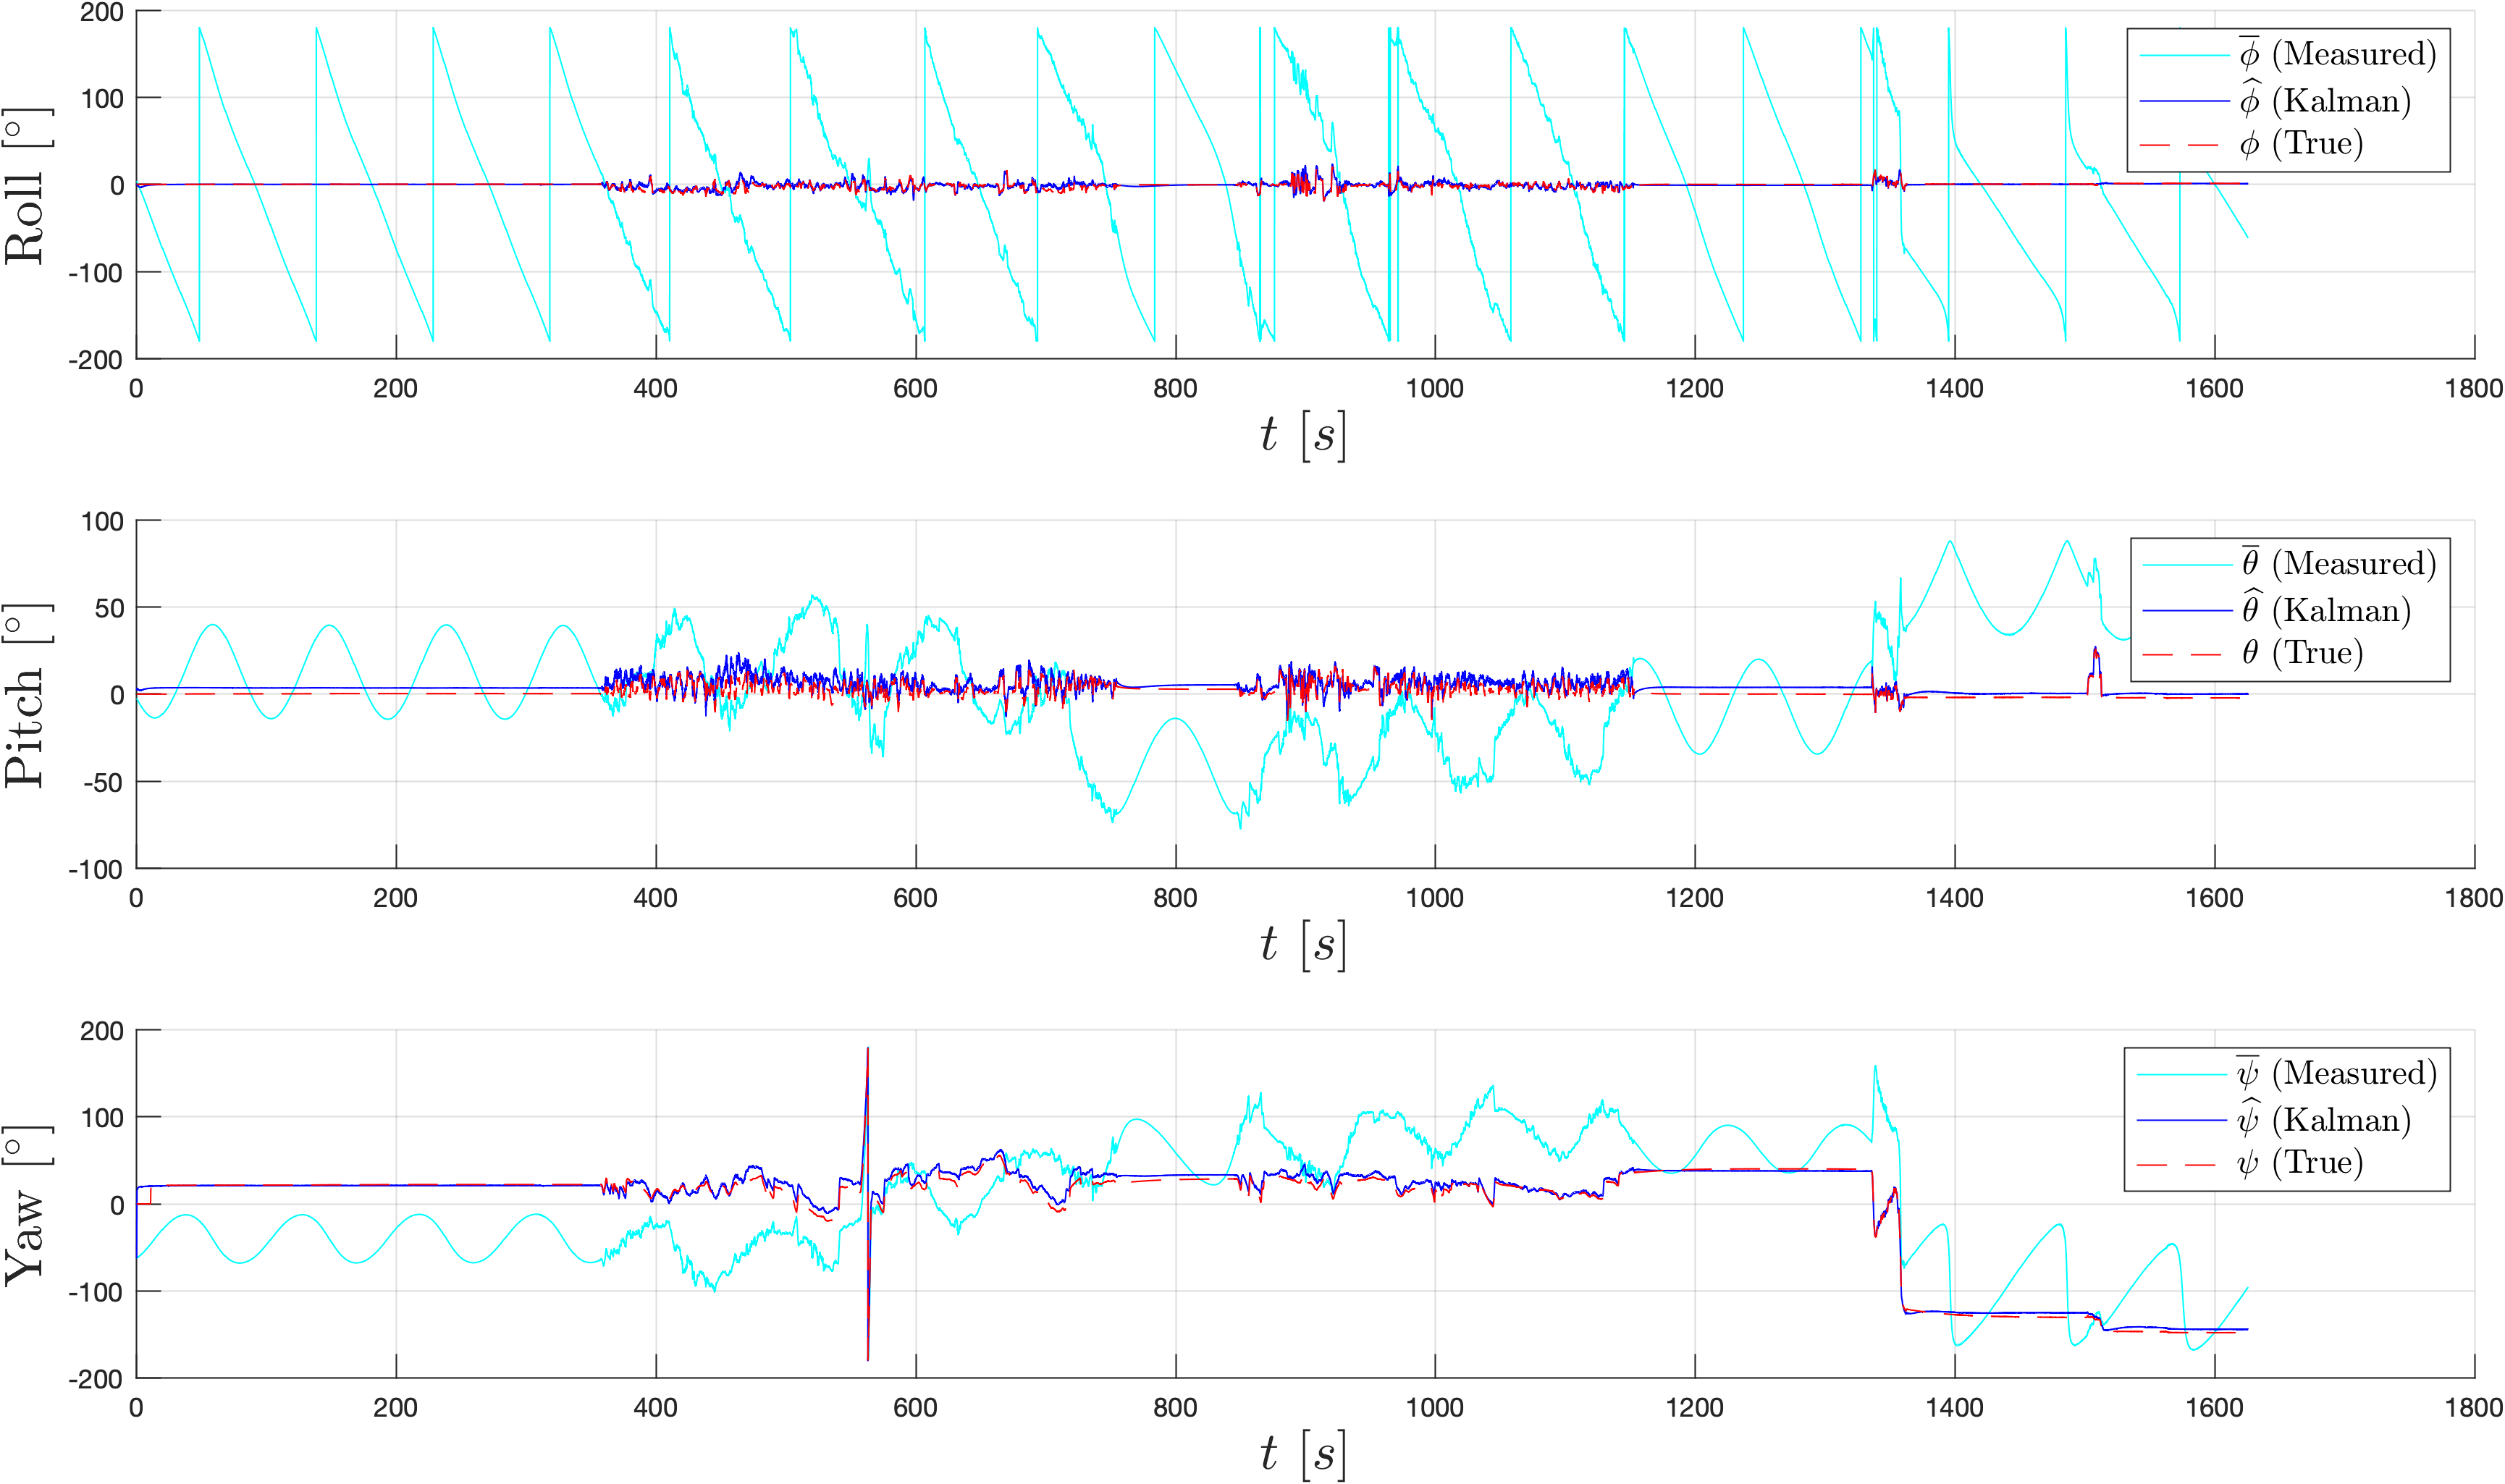 200
100
0
-100
-200
Roll [°]
0 200 400 600 800 1000 1200 1400 1600 1800
t [s]
ϕ̅ (Measured)
ϕ̂ (Kalman)
ϕ (True)
100
50
0
-50
-100
Pitch [°]
0 200 400 600 800 1000 1200 1400 1600 1800
t [s]
θ̅ (Measured)
θ̂ (Kalman)
θ (True)
200
100
0
-100
-200
Yaw [°]
0 200 400 600 800 1000 1200 1400 1600 1800
t [s]
ψ̅ (Measured)
ψ̂ (Kalman)
ψ (True)